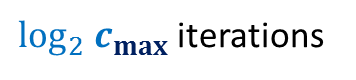 log₂ 𝒄ₘₐₓ iterations